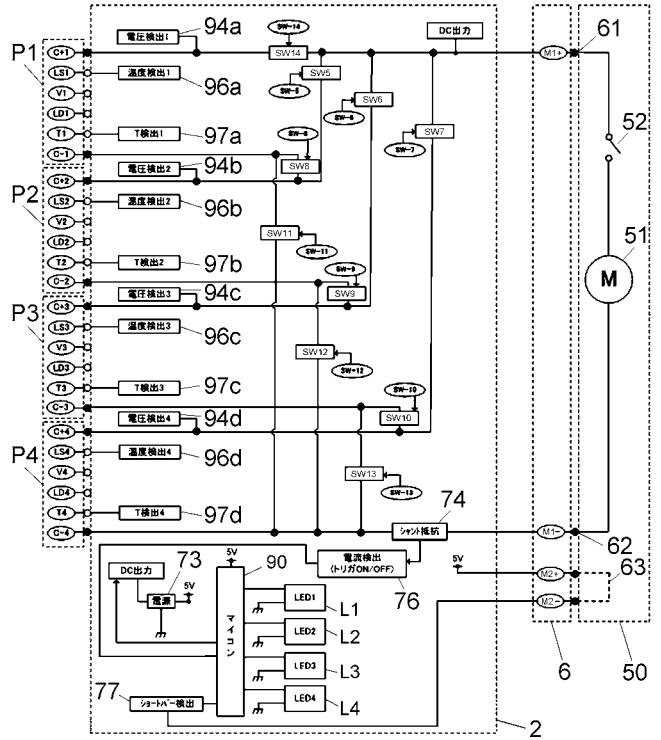 94a
電圧検出1
SW-14
DC出力
61
P1
C+1
SW14
M1+
LS1
温度検出1
SW5
SW-5
96a
V1
SW6
SW-6
LD1
SW7
SW-7
52
T1
T検出1
97a
SW-8
C-1
電圧検出2
94b
SW8
C+2
P2
LS2
温度検出2
96b
V2
SW11
SW-11
LD2
51
T2
T検出2
97b
M
C-2
SW-9
電圧検出3
94c
SW9
C+3
P3
LS3
温度検出3
96c
V3
SW12
SW-12
LD3
T3
T検出3
97c
SW-10
C-3
電圧検出4
94d
SW10
C+4
P4
LS4
温度検出4
96d
V4
SW13
SW-13
LD4
74
T4
T検出4
97d
シャント抵抗
C-4
M1-
62
73
5V
90
電流検出
(トリガON/OFF)
76
5V
M2+
63
DC出力
電源
5V
マイコン
LED1
L1
M2-
LED2
L2
LED3
L3
77
ショートバー検出
LED4
L4
6
50
2